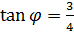 tan φ = 3/4